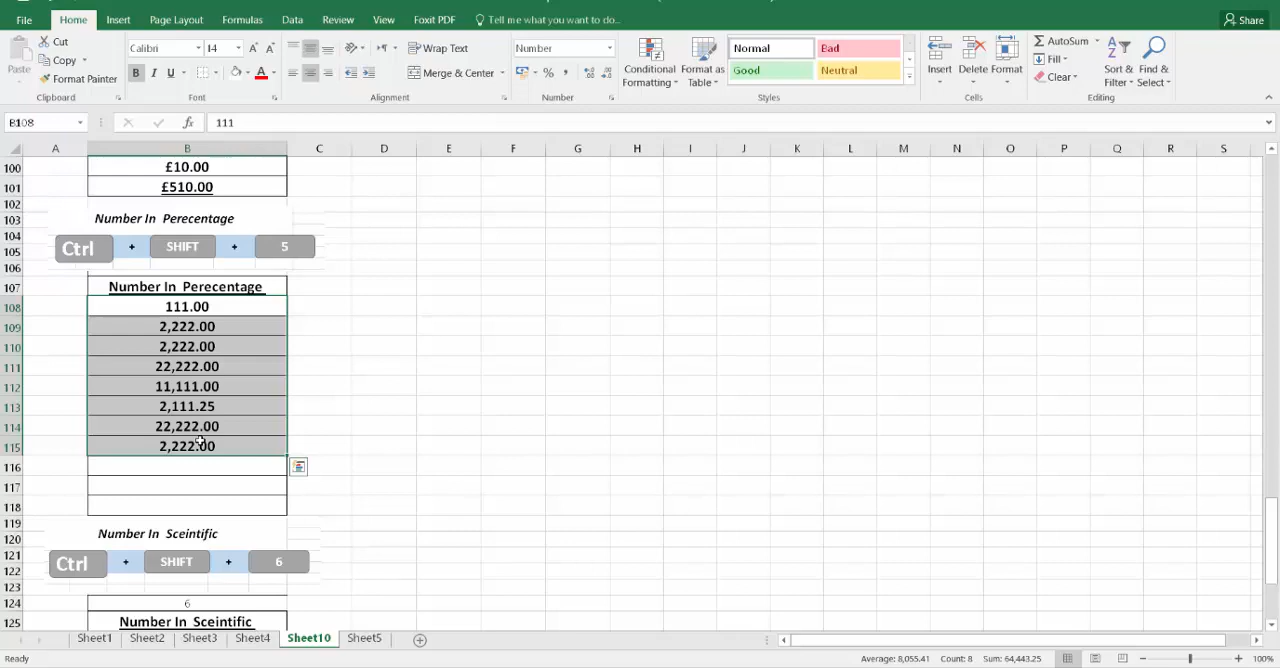 File Home Insert Page Layout Formulas Data Review View Foxit PDF Tell me what you want to do... Share
Cut
Copy
Format Painter
Paste
Clipboard
Calibri 14
B I U
Font
Wrap Text
Merge & Center
Alignment
Number
%
Number
Conditional Formatting
Format as Table
Normal Bad
Good Neutral
Styles
Insert Delete Format
Cells
AutoSum
Fill
Clear
Sort & Filter
Find & Select
Editing
B108 fx 111
A B C D E F G H I J K L M N O P Q R S
100 £10.00
101 £510.00
102
103 Number In Perecentage
104
105 Ctrl + SHIFT + 5
106
107 Number In Perecentage
108 111.00
109 2,222.00
110 2,222.00
111 22,222.00
112 11,111.00
113 2,111.25
114 22,222.00
115 2,222.00
116
117
118
119
120 Number In Sceintific
121
122 Ctrl + SHIFT + 6
123
124 6
125 Number In Sceintific
Sheet1 Sheet2 Sheet3 Sheet4 Sheet10 Sheet5
Ready Average: 8,055.41 Count: 8 Sum: 64,443.25 100%